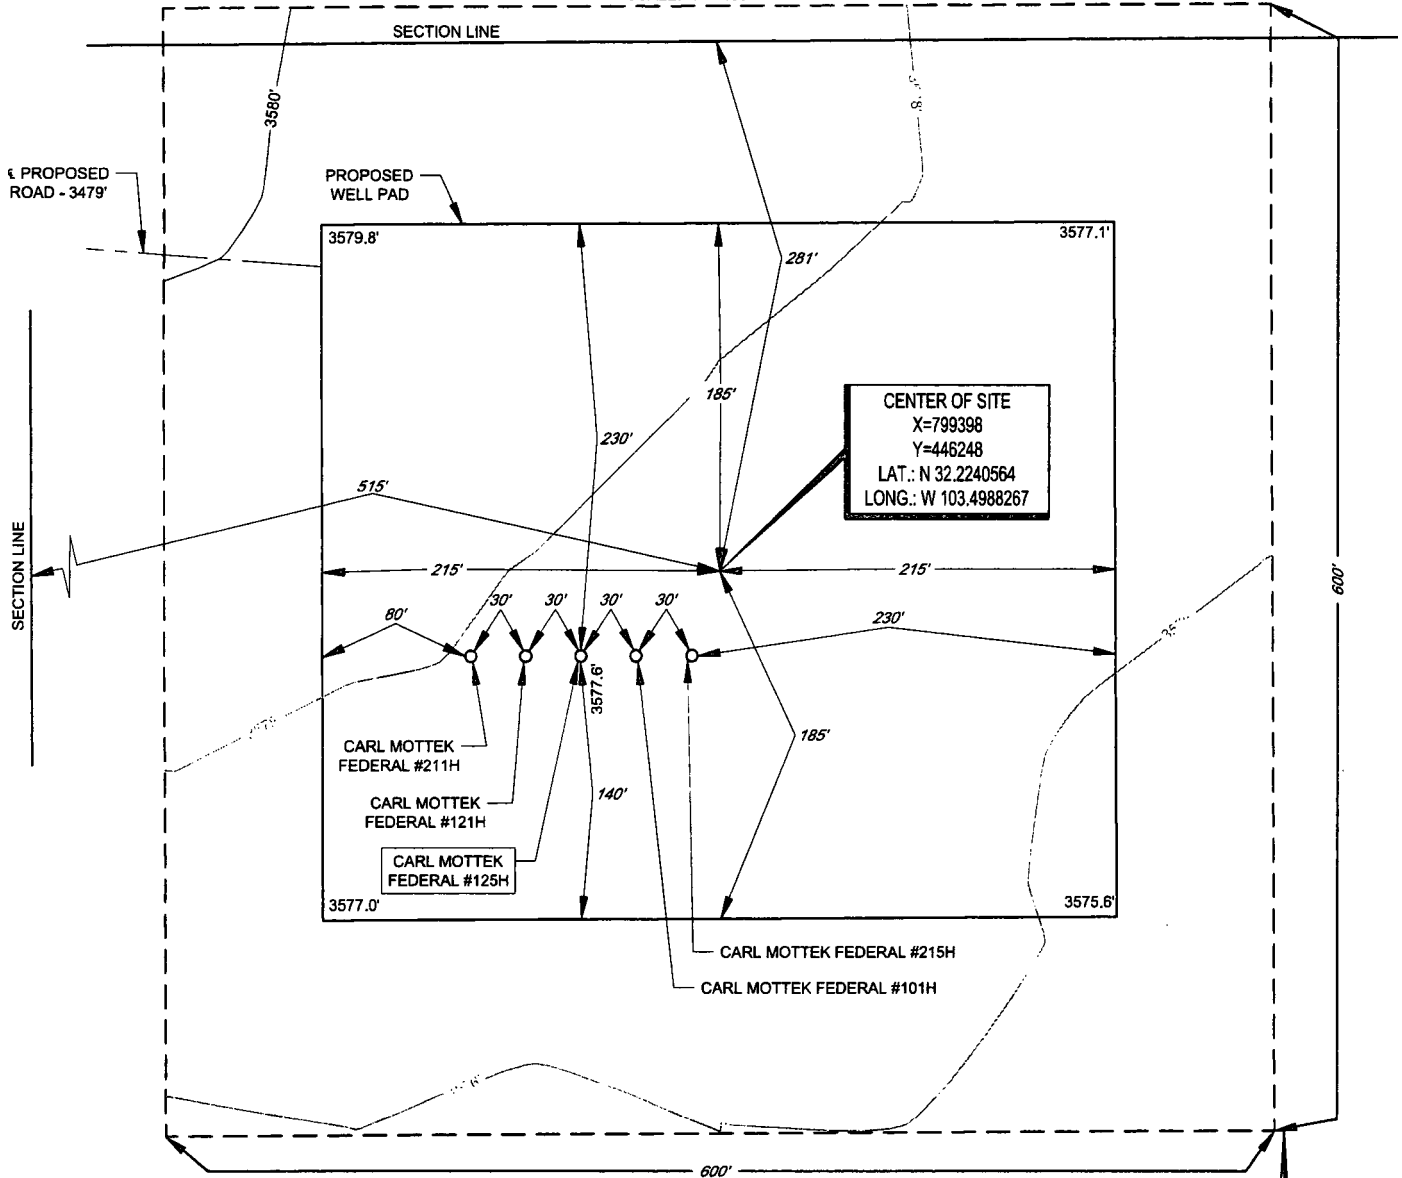 SECTION LINE
3580'
PROPOSED
ROAD - 3479'
PROPOSED
WELL PAD
3579.8'
3577.1'
281'
185'
230'
CENTER OF SITE
X=799398
Y=446248
LAT.: N 32.2240564
LONG.: W 103.4988267
515'
SECTION LINE
215'
215'
600'
80'
30'
30'
30'
30'
230'
3577.6'
185'
CARL MOTTEK
FEDERAL #211H
140'
CARL MOTTEK
FEDERAL #121H
CARL MOTTEK
FEDERAL #125H
3577.0'
3575.6'
CARL MOTTEK FEDERAL #215H
CARL MOTTEK FEDERAL #101H
600'